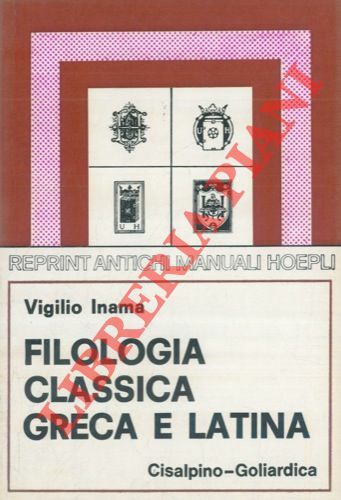 U H
U H
REPRINT ANTICHI MANUALI HOEPLI
Vigilio Inama
FILOLOGIA
CLASSICA
GRECA E LATINA
Cisalpino-Goliardica
LIBRERIA PIANI